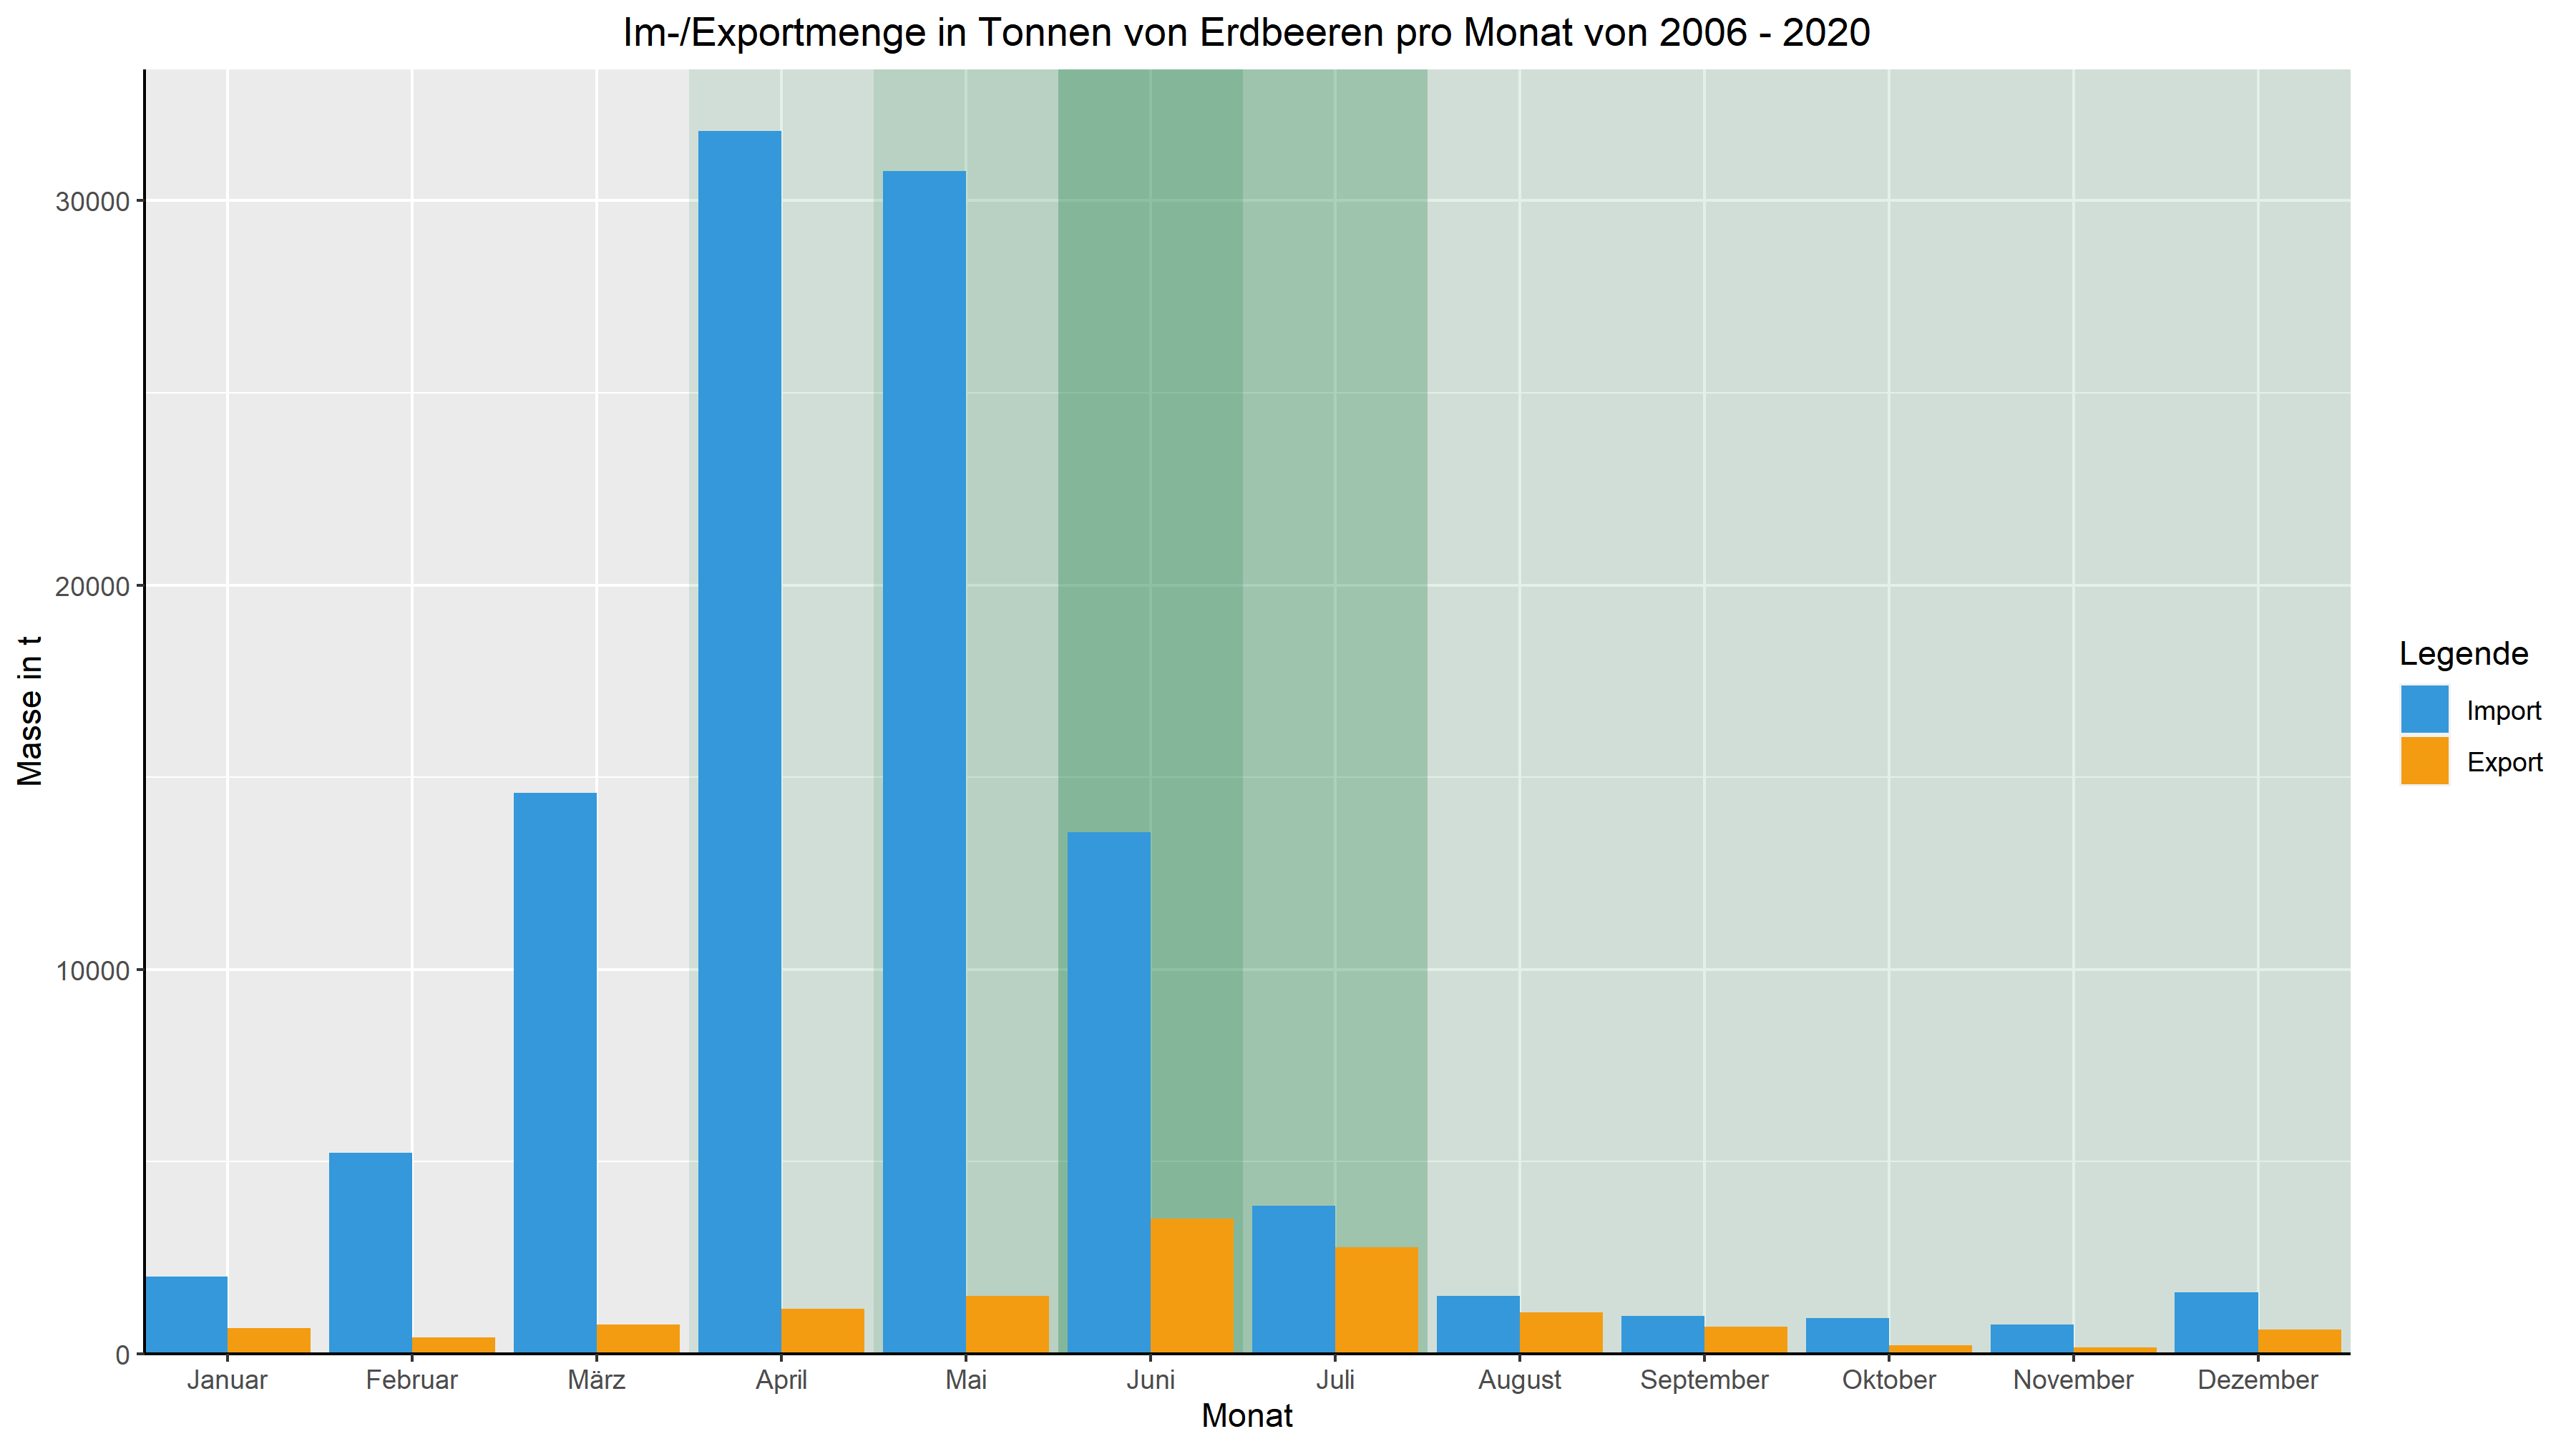 Im-/Exportmenge in Tonnen von Erdbeeren pro Monat von 2006 - 2020
Masse in t
30000
20000
10000
0
Januar Februar März April Mai Juni Juli August September Oktober November Dezember
Monat
Legende
Import
Export